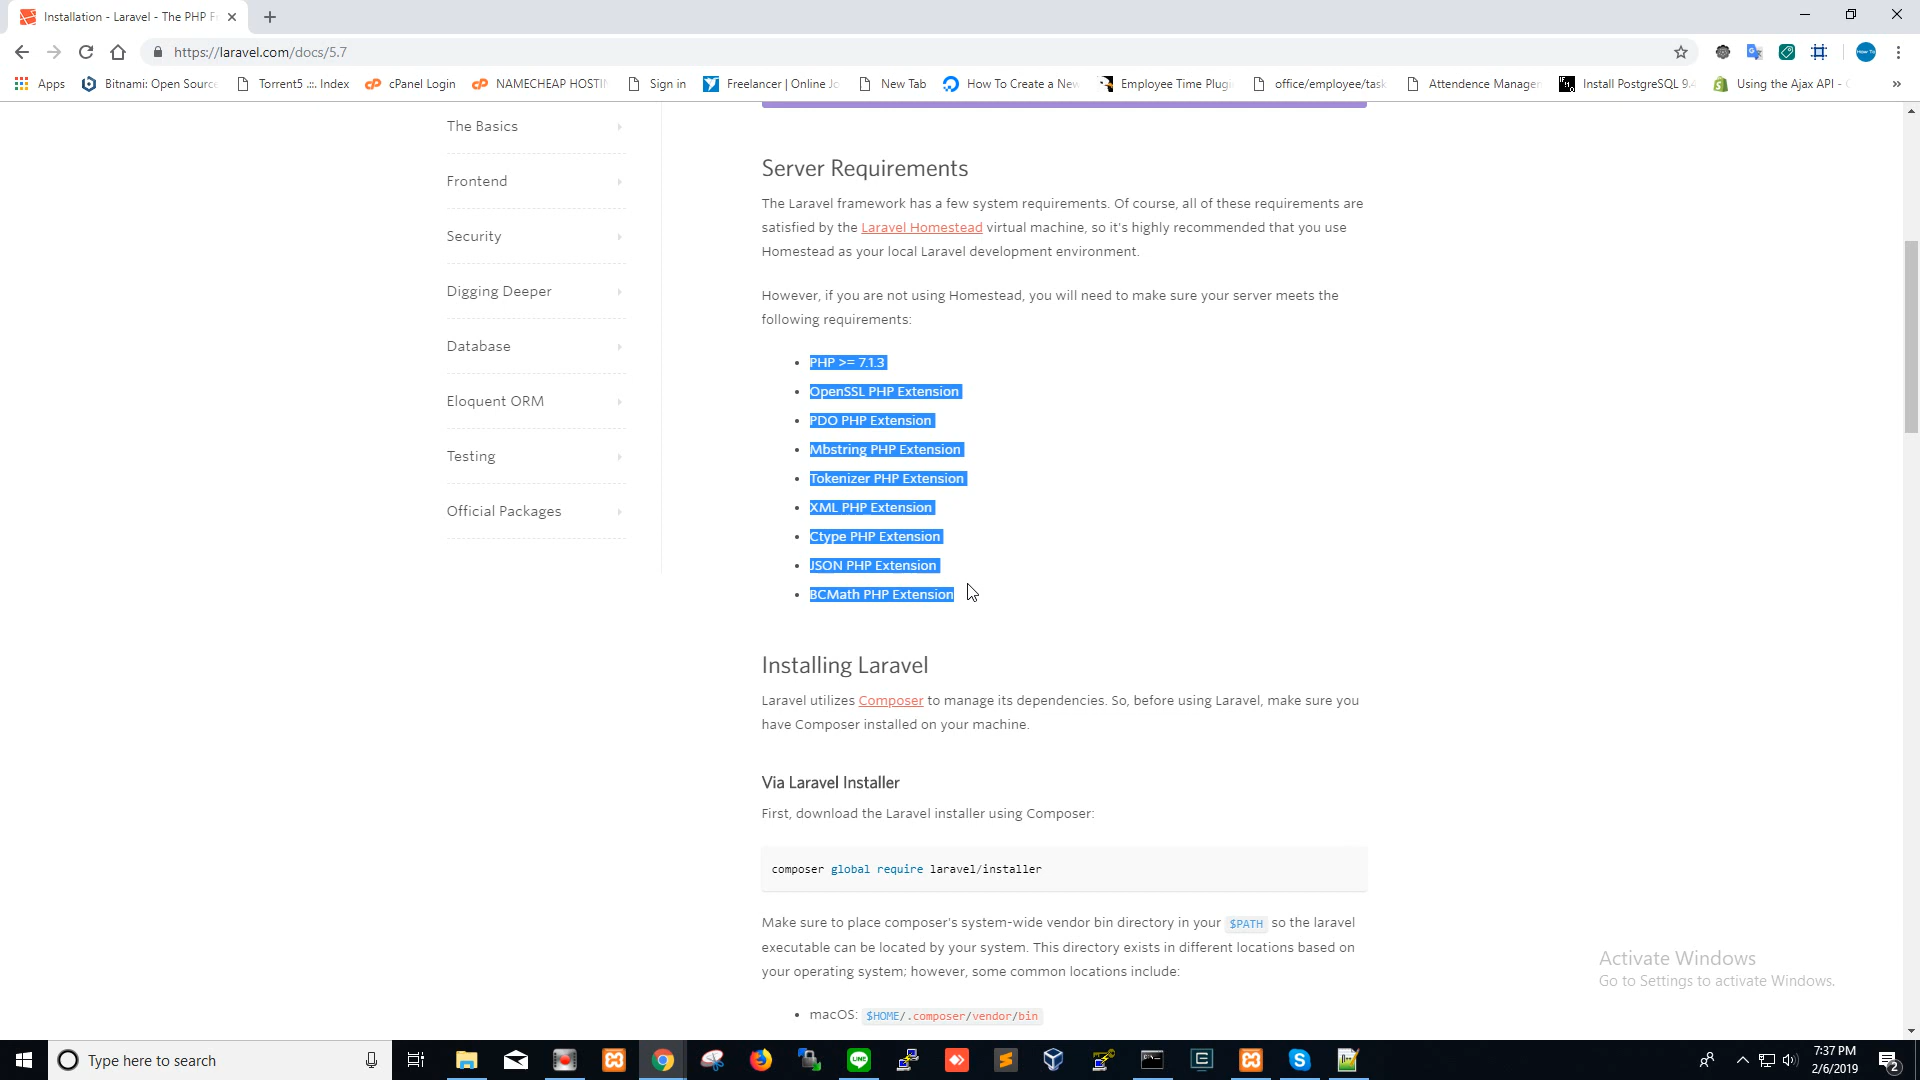 Installation - Laravel - The PHP Fr
https://laravel.com/docs/5.7
Apps
Bitnami: Open Source
Torrent5 .::. Index
cPanel Login
NAMECHEAP HOSTIN
Sign in
Freelancer | Online Jo
New Tab
How To Create a New
Employee Time Plugi
office/employee/task
Attendence Manager
Install PostgreSQL 9.4
Using the Ajax API -
»
The Basics
Frontend
Security
Digging Deeper
Database
Eloquent ORM
Testing
Official Packages
Server Requirements
The Laravel framework has a few system requirements. Of course, all of these requirements are
satisfied by the Laravel Homestead virtual machine, so it's highly recommended that you use
Homestead as your local Laravel development environment.
However, if you are not using Homestead, you will need to make sure your server meets the
following requirements:
• PHP >= 7.1.3
• OpenSSL PHP Extension
• PDO PHP Extension
• Mbstring PHP Extension
• Tokenizer PHP Extension
• XML PHP Extension
• Ctype PHP Extension
• JSON PHP Extension
• BCMath PHP Extension
Installing Laravel
Laravel utilizes Composer to manage its dependencies. So, before using Laravel, make sure you
have Composer installed on your machine.
Via Laravel Installer
First, download the Laravel installer using Composer:
composer global require laravel/installer
Make sure to place composer's system-wide vendor bin directory in your $PATH so the laravel
executable can be located by your system. This directory exists in different locations based on
your operating system; however, some common locations include:
• macOS: $HOME/.composer/vendor/bin
Activate Windows
Go to Settings to activate Windows.
Type here to search
7:37 PM
2/6/2019
2